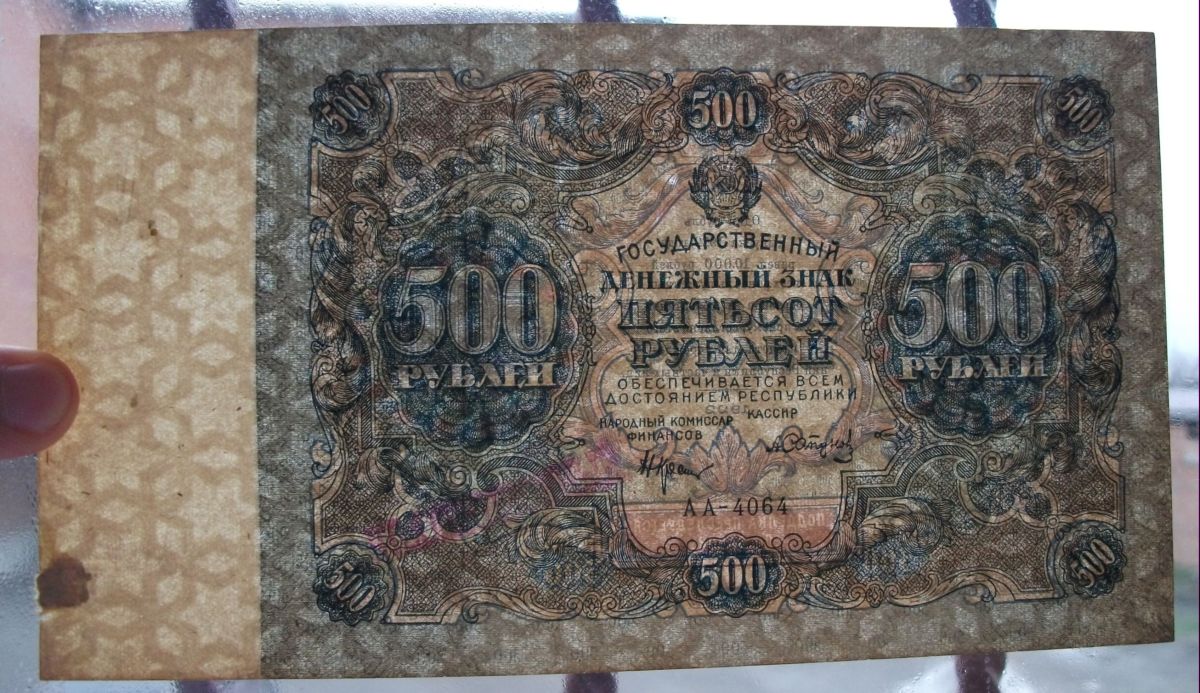 500
500
500
ГОСУДАРСТВЕННЫЙ
ДЕНЕЖНЫЙ ЗНАК
ПЯТЬСОТ
РУБЛЕЙ
500
РУБЛЕЙ
500
РУБЛЕЙ
ОБЕСПЕЧИВАЕТСЯ ВСЕМ
ДОСТОЯНИЕМ РЕСПУБЛИКИ
НАРОДНЫЙ КОМИССАР
ФИНАНСОВ
КАССИР
АА-4064
500
500
500